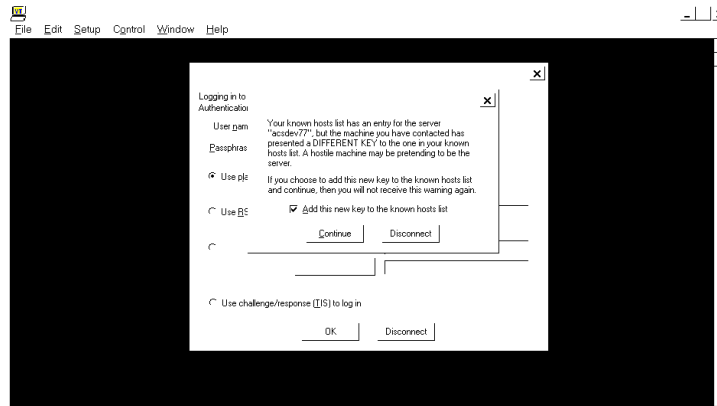 VT
File Edit Setup Control Window Help
Logging in to
Authentication
User nam
Your known hosts list has an entry for the server
"acsdev77", but the machine you have contacted has
presented a DIFFERENT KEY to the one in your known
hosts list. A hostile machine may be pretending to be the
server.
Passphras
If you choose to add this new key to the known hosts list
and continue, then you will not receive this warning again.
Use pla
Add this new key to the known hosts list
Use RS
Continue Disconnect
Use challenge/response (TIS) to log in
OK Disconnect